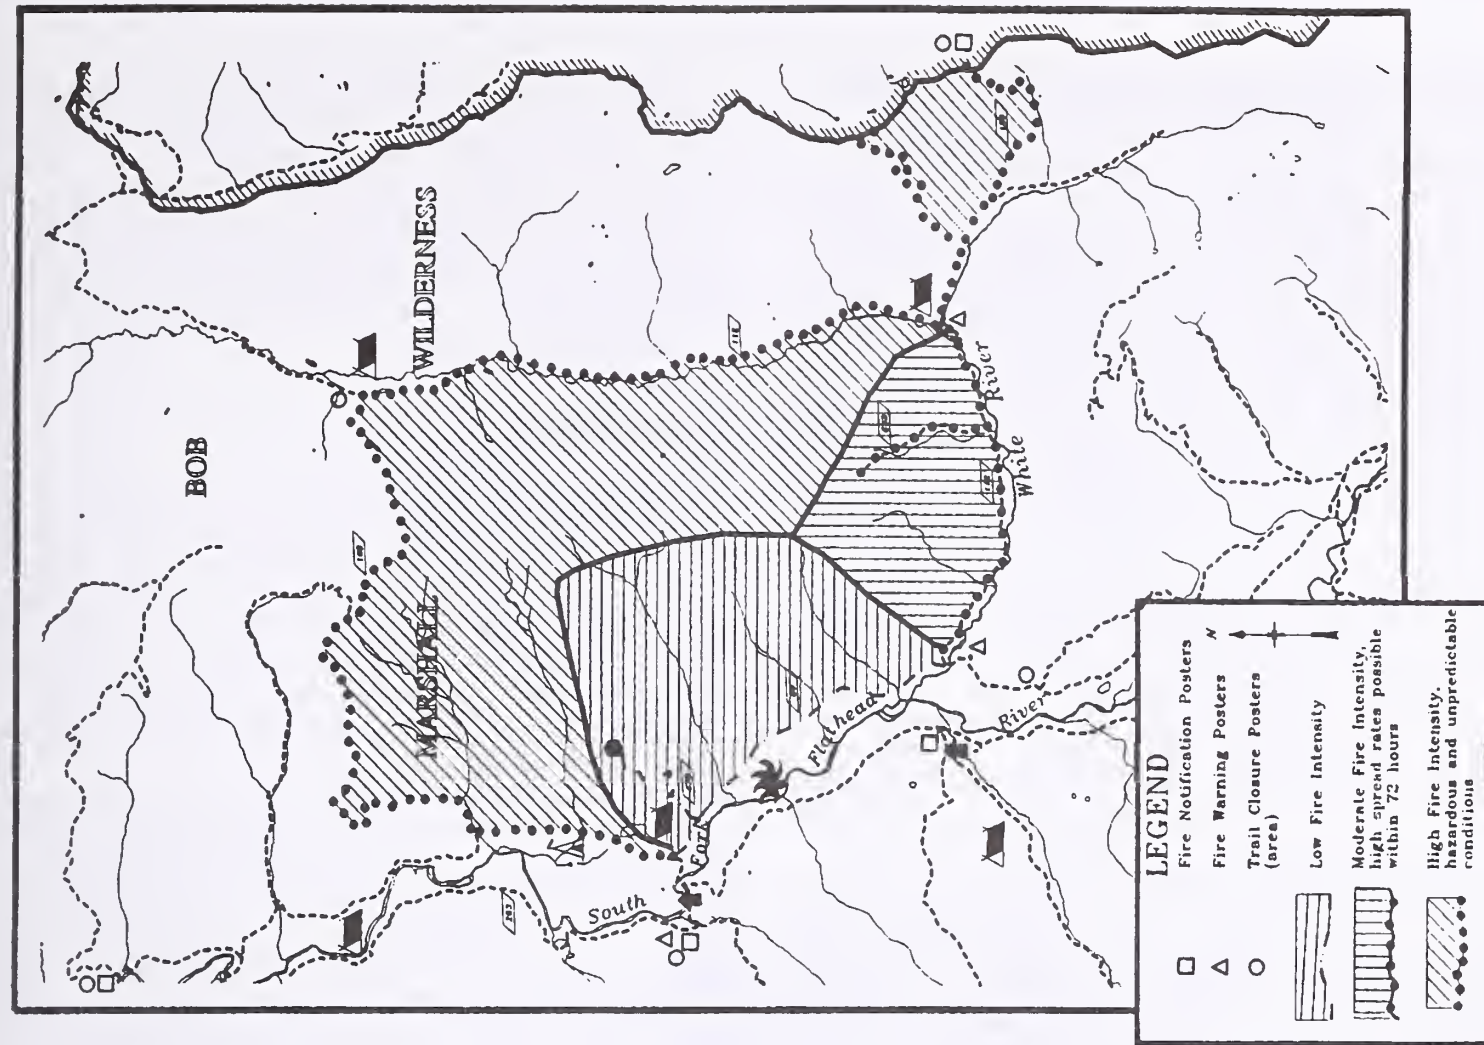 BOB
MARSHALL
WILDERNESS
White
River
South
Fork
Flathead
River
110
263
LEGEND
Fire Notification Posters
Fire Warning Posters
Trail Closure Posters
(area)
Low Fire Intensity
Moderate Fire Intensity,
high spread rates possible
within 72 hours
High Fire Intensity.
hazardous and unpredictable
conditions
N